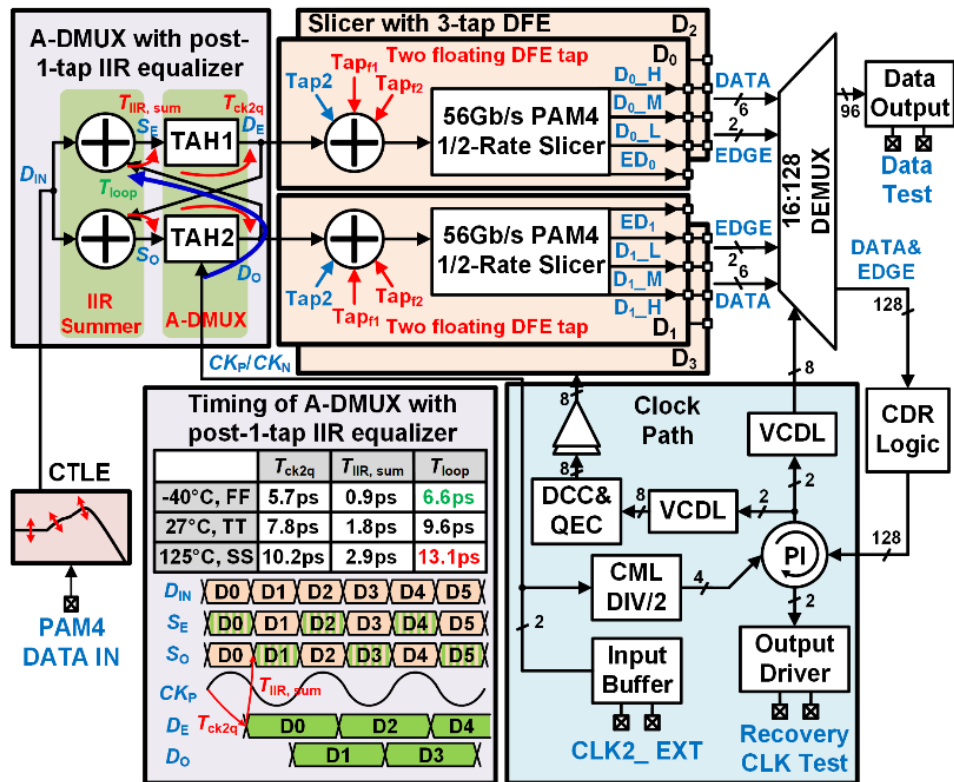 A-DMUX with post-
1-tap IIR equalizer
T_IIR, sum
T_ck2q
S_E
TAH1
D_E
D_IN
T_loop
TAH2
S_O
D_O
IIR
Summer
A-DMUX
CK_P/CK_N
Slicer with 3-tap DFE
D_2
Two floating DFE tap
D_0
Tap2
Tap_f1
Tap_f2
56Gb/s PAM4
1/2-Rate Slicer
D_0_H
D_0_M
D_0_L
ED_0
DATA
6
2
EDGE
56Gb/s PAM4
1/2-Rate Slicer
ED_1
D_1_L
D_1_M
D_1_H
Tap2
Tap_f1
Tap_f2
Two floating DFE tap
D_1
D_3
EDGE
2
6
DATA
16:128
DEMUX
96
Data
Output
Data
Test
DATA&
EDGE
128
CDR
Logic
128
8
Clock
Path
8
8
DCC&
QEC
8
VCDL
2
VCDL
2
PI
CML
DIV/2
4
2
2
Input
Buffer
CLK2_EXT
Output
Driver
Recovery
CLK Test
CTLE
PAM4
DATA IN
Timing of A-DMUX with
post-1-tap IIR equalizer
T_ck2q T_IIR, sum T_loop
-40°C, FF 5.7ps 0.9ps 6.6ps
27°C, TT 7.8ps 1.8ps 9.6ps
125°C, SS 10.2ps 2.9ps 13.1ps
D_IN D0 D1 D2 D3 D4 D5
S_E D0 D1 D2 D3 D4 D5
S_O D0 D1 D2 D3 D4 D5
CK_P
T_IIR, sum
T_ck2q
D_E D0 D2 D4
D_O D1 D3